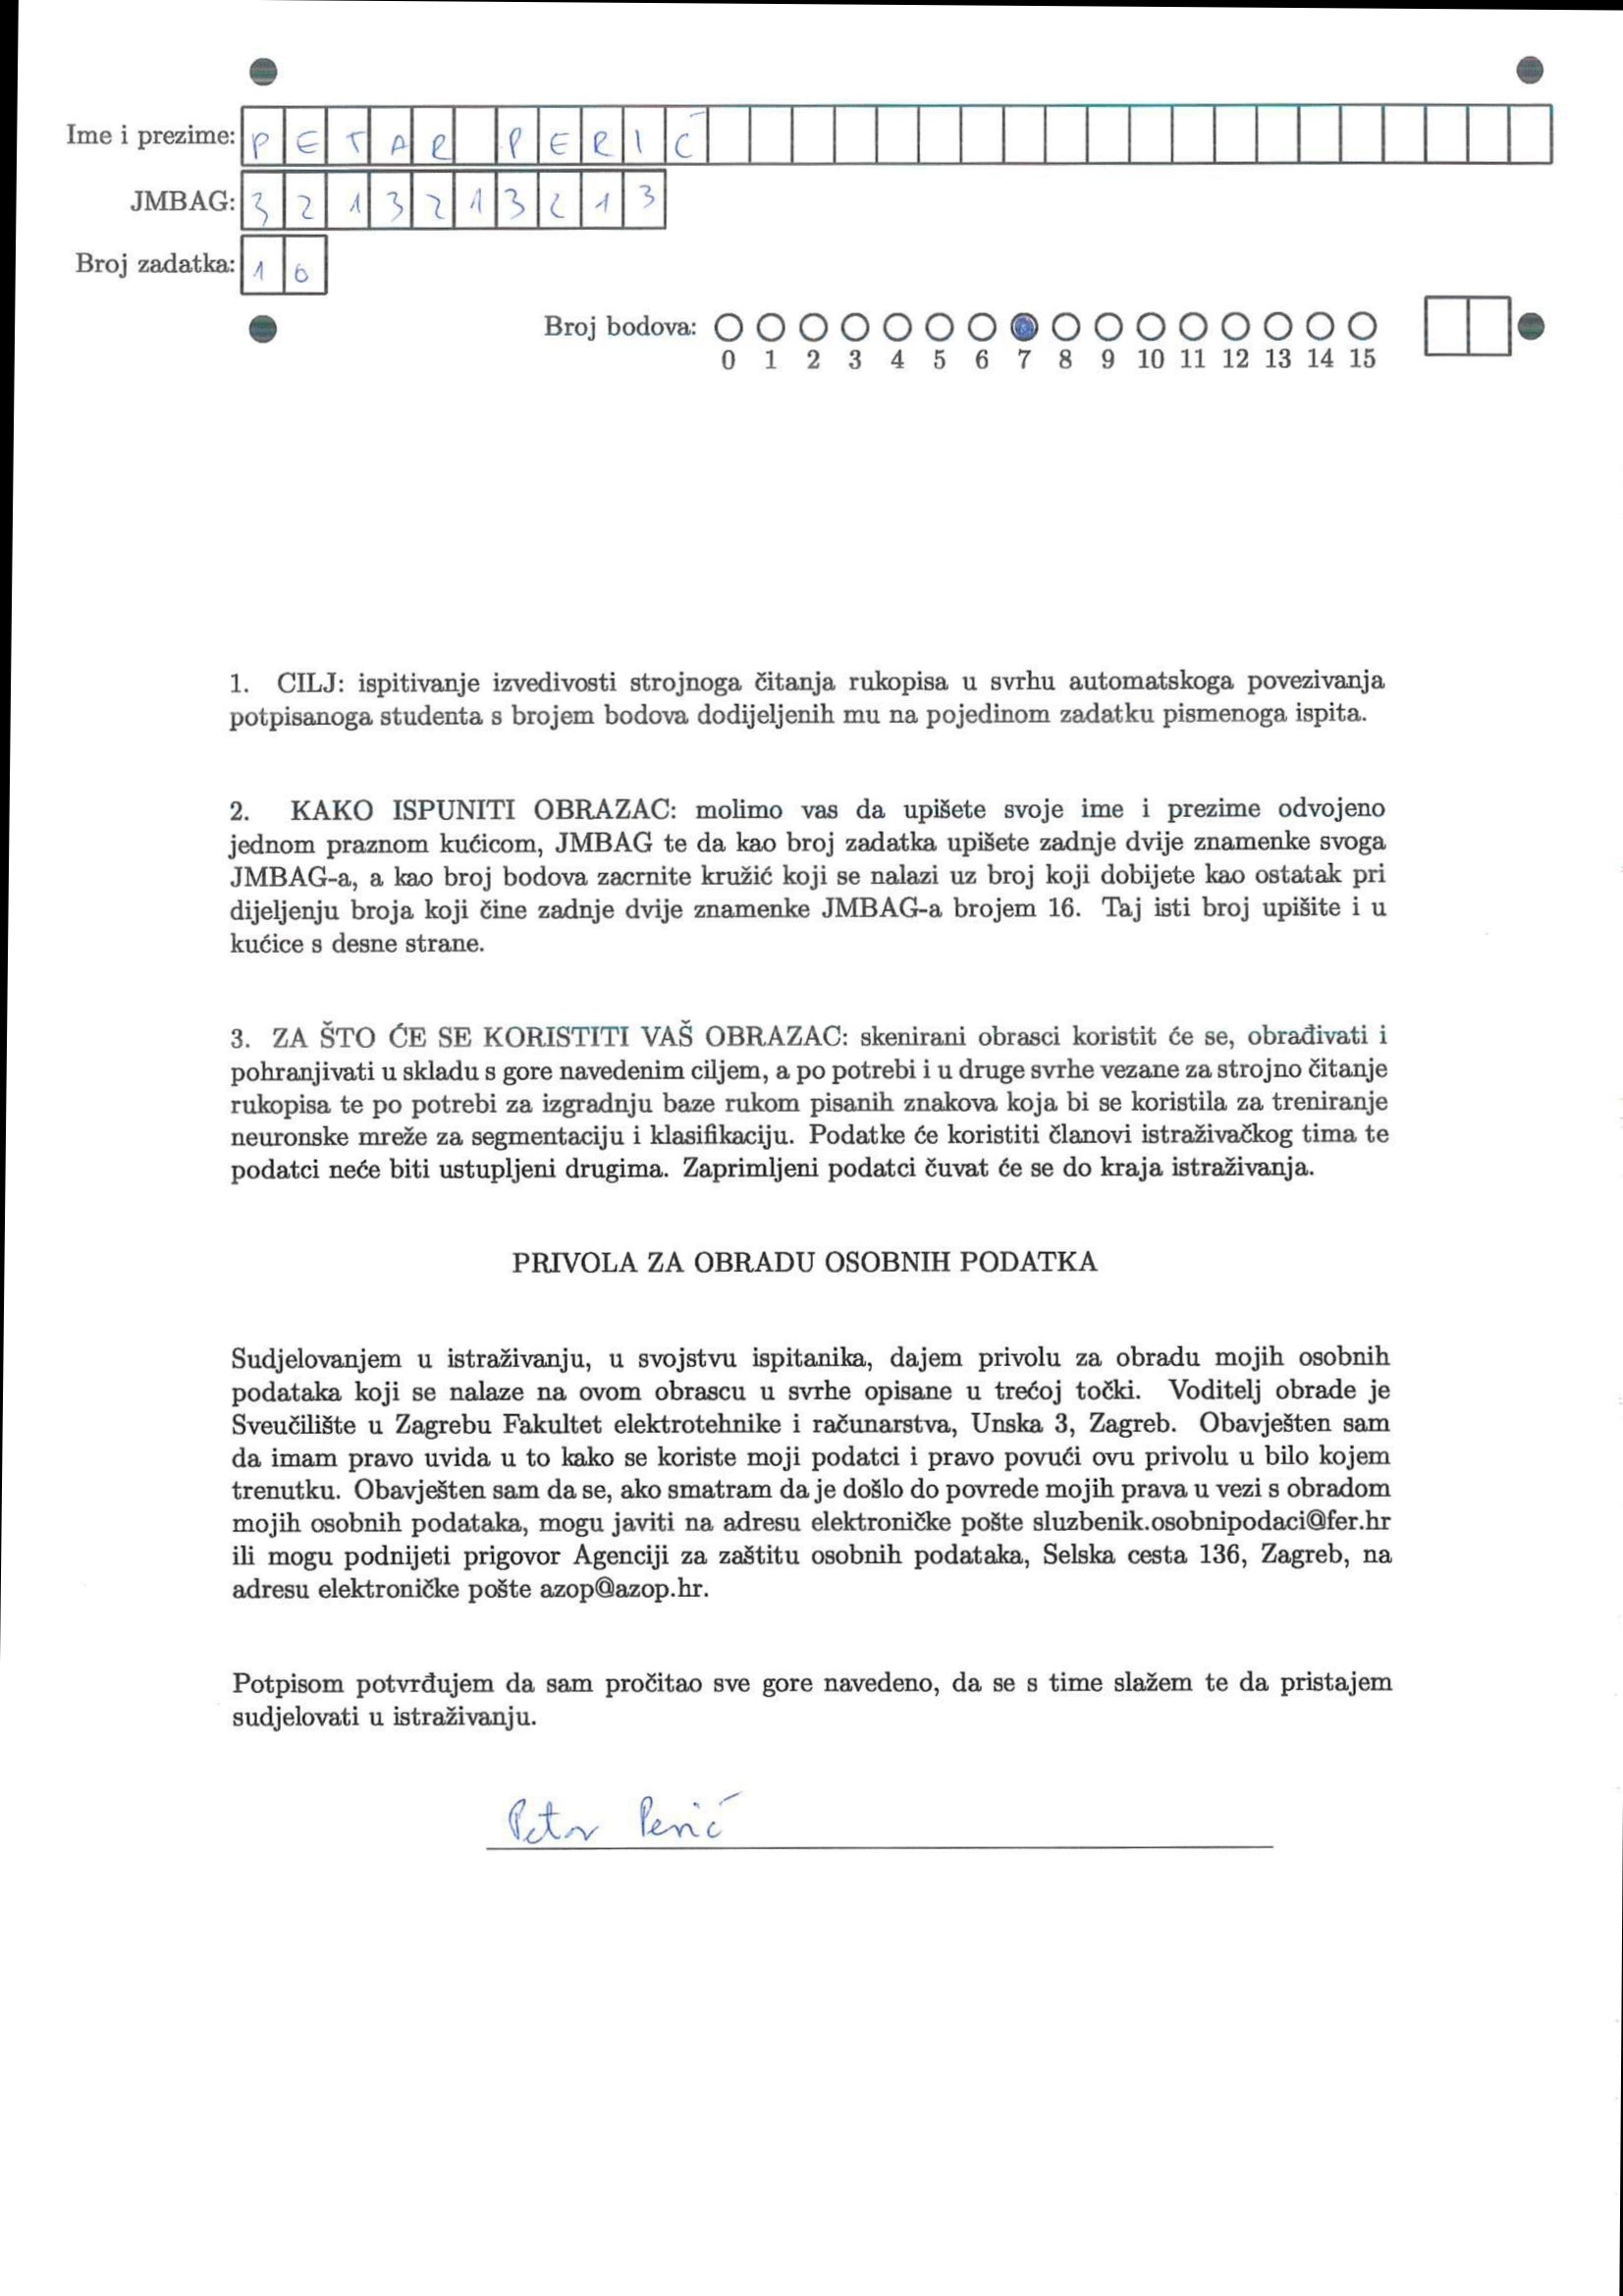 Ime i prezime: PETAR PERIĆ
JMBAG: 3213213213
Broj zadatka: 16
Broj bodova:
0 1 2 3 4 5 6 7 8 9 10 11 12 13 14 15
1. CILJ: ispitivanje izvedivosti strojnoga čitanja rukopisa u svrhu automatskoga povezivanja
potpisanoga studenta s brojem bodova dodijeljenih mu na pojedinom zadatku pismenoga ispita.
2. KAKO ISPUNITI OBRAZAC: molimo vas da upišete svoje ime i prezime odvojeno
jednom praznom kućicom, JMBAG te da kao broj zadatka upišete zadnje dvije znamenke svoga
JMBAG-a, a kao broj bodova zacrnite kružić koji se nalazi uz broj koji dobijete kao ostatak pri
dijeljenju broja koji čine zadnje dvije znamenke JMBAG-a brojem 16. Taj isti broj upišite i u
kućice s desne strane.
3. ZA ŠTO ĆE SE KORISTITI VAŠ OBRAZAC: skenirani obrasci koristit će se, obrađivati i
pohranjivati u skladu s gore navedenim ciljem, a po potrebi i u druge svrhe vezane za strojno čitanje
rukopisa te po potrebi za izgradnju baze rukom pisanih znakova koja bi se koristila za treniranje
neuronske mreže za segmentaciju i klasifikaciju. Podatke će koristiti članovi istraživačkog tima te
podatci neće biti ustupljeni drugima. Zaprimljeni podatci čuvat će se do kraja istraživanja.
PRIVOLA ZA OBRADU OSOBNIH PODATKA
Sudjelovanjem u istraživanju, u svojstvu ispitanika, dajem privolu za obradu mojih osobnih
podataka koji se nalaze na ovom obrascu u svrhe opisane u trećoj točki. Voditelj obrade je
Sveučilište u Zagrebu Fakultet elektrotehnike i računarstva, Unska 3, Zagreb. Obavješten sam
da imam pravo uvida u to kako se koriste moji podatci i pravo povući ovu privolu u bilo kojem
trenutku. Obavješten sam da se, ako smatram da je došlo do povrede mojih prava u vezi s obradom
mojih osobnih podataka, mogu javiti na adresu elektroničke pošte sluzbenik.osobnipodaci@fer.hr
ili mogu podnijeti prigovor Agenciji za zaštitu osobnih podataka, Selska cesta 136, Zagreb, na
adresu elektroničke pošte azop@azop.hr.
Potpisom potvrđujem da sam pročitao sve gore navedeno, da se s time slažem te da pristajem
sudjelovati u istraživanju.
Petar Perić